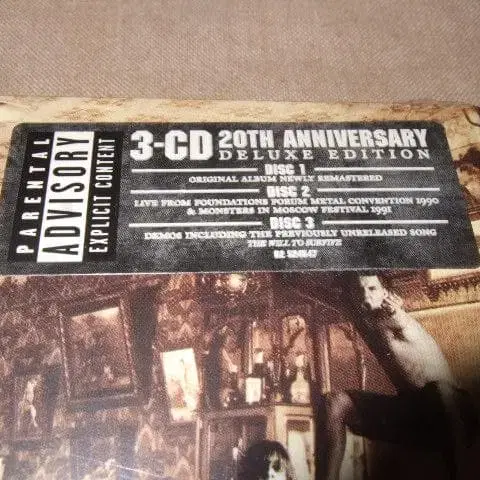 PARENTAL
ADVISORY
EXPLICIT CONTENT
3-CD 20TH ANNIVERSARY
DELUXE EDITION
DISC 1
ORIGINAL ALBUM NEWLY REMASTERED
DISC 2
LIVE FROM FOUNDATIONS FORUM METAL CONVENTION 1990
& MONSTERS IN MOSCOW FESTIVAL 1991
DISC 3
DEMOS INCLUDING THE PREVIOUSLY UNRELEASED SONG
THE WILL TO SURVIVE
R2 524847